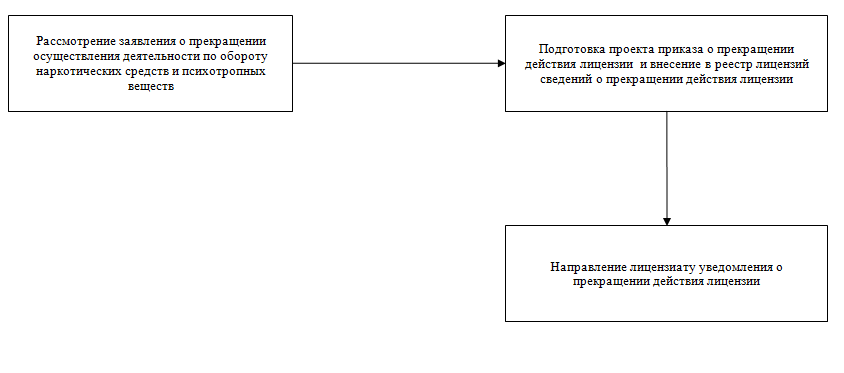 Рассмотрение заявления о прекращении
осуществления деятельности по обороту
наркотических средств и психотропных
веществ
Подготовка проекта приказа о прекращении
действия лицензии и внесение в реестр лицензий
сведений о прекращении действия лицензии
Направление лицензиату уведомления о
прекращении действия лицензии